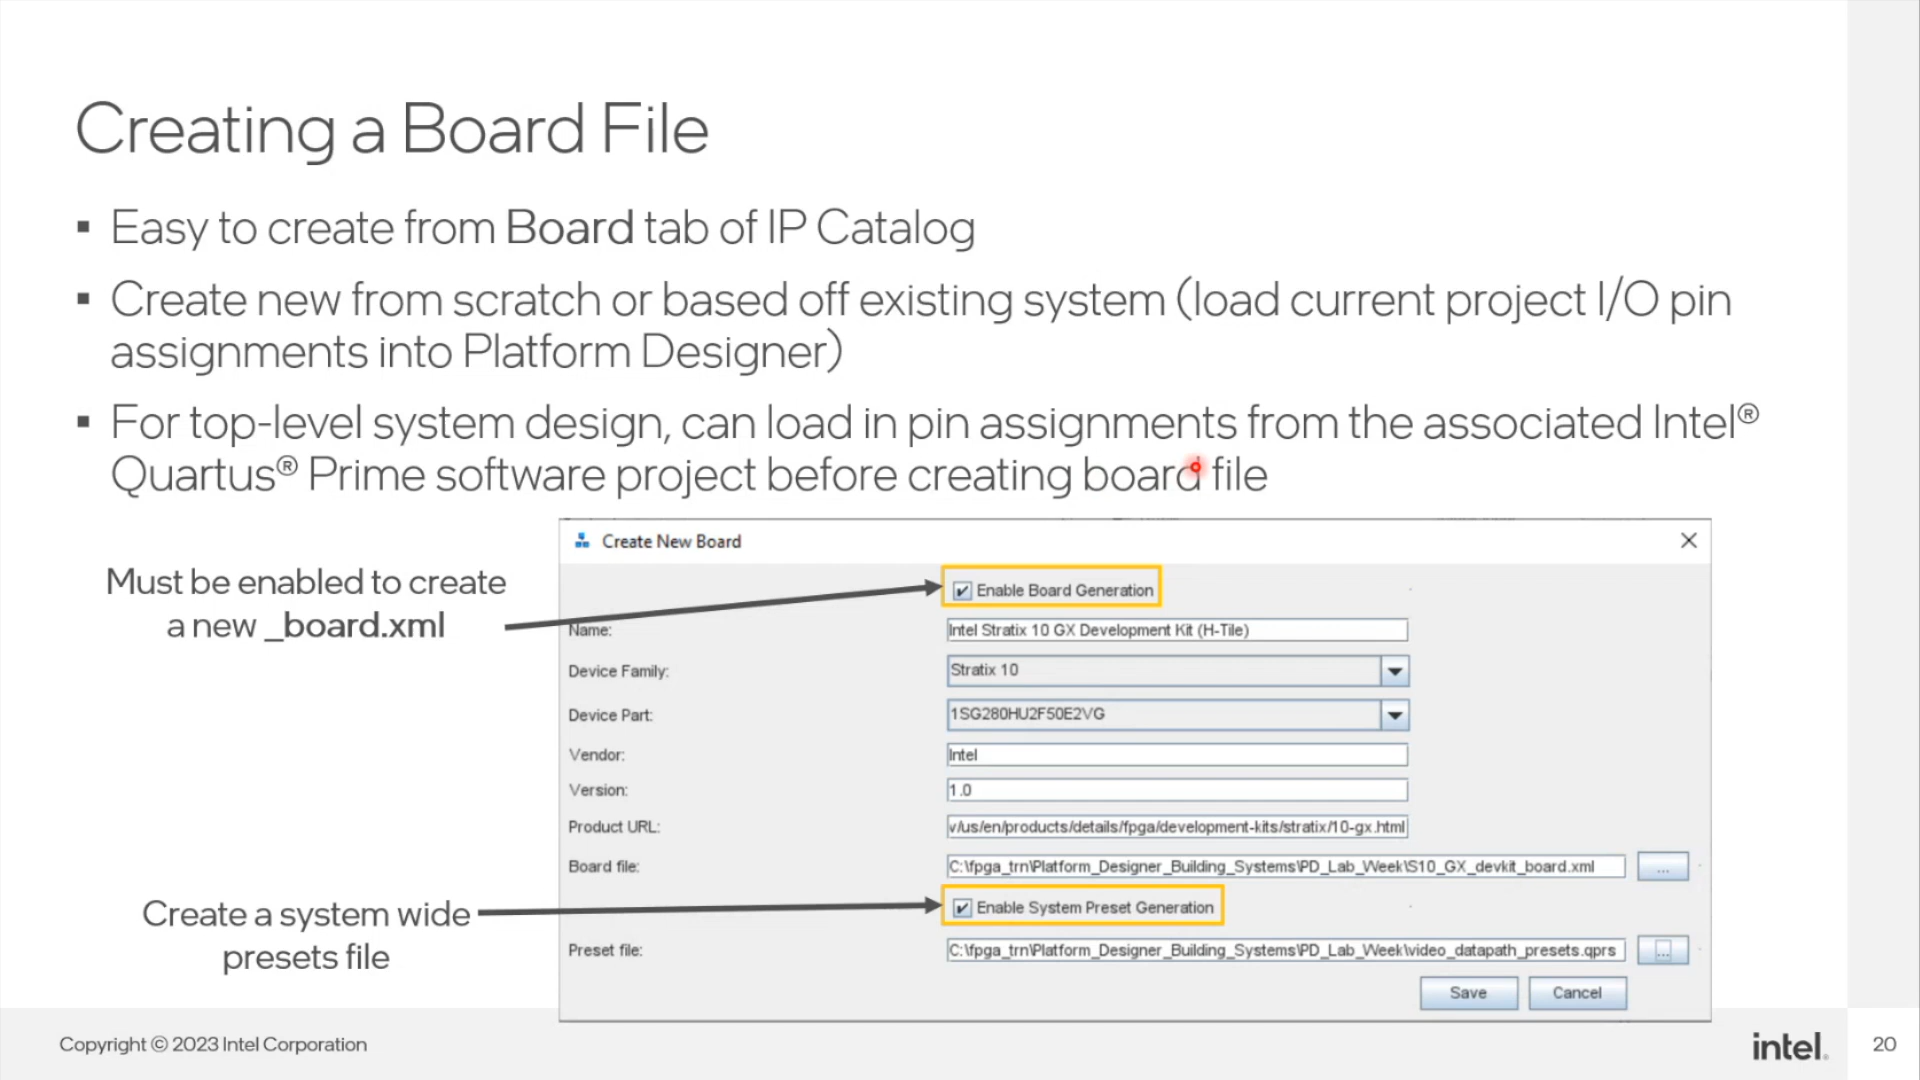 Creating a Board File
▪ Easy to create from Board tab of IP Catalog
▪ Create new from scratch or based off existing system (load current project I/O pin
assignments into Platform Designer)
▪ For top-level system design, can load in pin assignments from the associated Intel®
Quartus® Prime software project before creating board file
Must be enabled to create
a new _board.xml
Create a system wide
presets file
Create New Board
Enable Board Generation
Name: Intel Stratix 10 GX Development Kit (H-Tile)
Device Family: Stratix 10
Device Part: 1SG280HU2F50E2VG
Vendor: Intel
Version: 1.0
Product URL: v/us/en/products/details/fpga/development-kits/stratix/10-gx.html
Board file: C:\fpga_trn\Platform_Designer_Building_Systems\PD_Lab_Week\S10_GX_devkit_board.xml ...
Enable System Preset Generation
Preset file: C:\fpga_trn\Platform_Designer_Building_Systems\PD_Lab_Week\video_datapath_presets.qprs ...
Save Cancel
Copyright © 2023 Intel Corporation
intel.
20